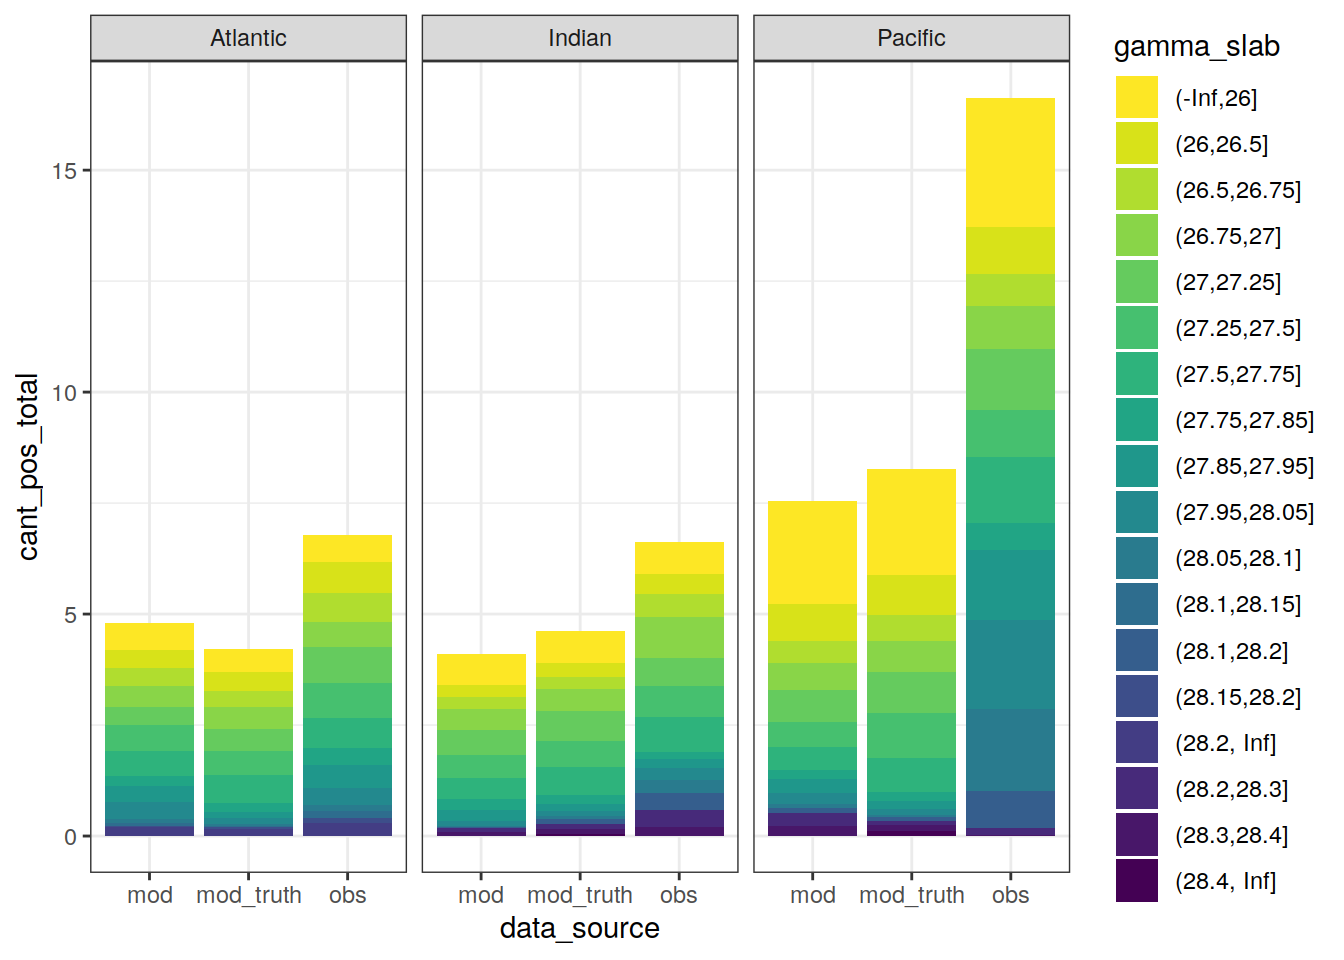 Atlantic
Indian
Pacific
cant_pos_total
15
10
5
0
mod mod_truth obs
mod mod_truth obs
mod mod_truth obs
data_source
gamma_slab
(-Inf,26]
(26,26.5]
(26.5,26.75]
(26.75,27]
(27,27.25]
(27.25,27.5]
(27.5,27.75]
(27.75,27.85]
(27.85,27.95]
(27.95,28.05]
(28.05,28.1]
(28.1,28.15]
(28.1,28.2]
(28.15,28.2]
(28.2, Inf]
(28.2,28.3]
(28.3,28.4]
(28.4, Inf]